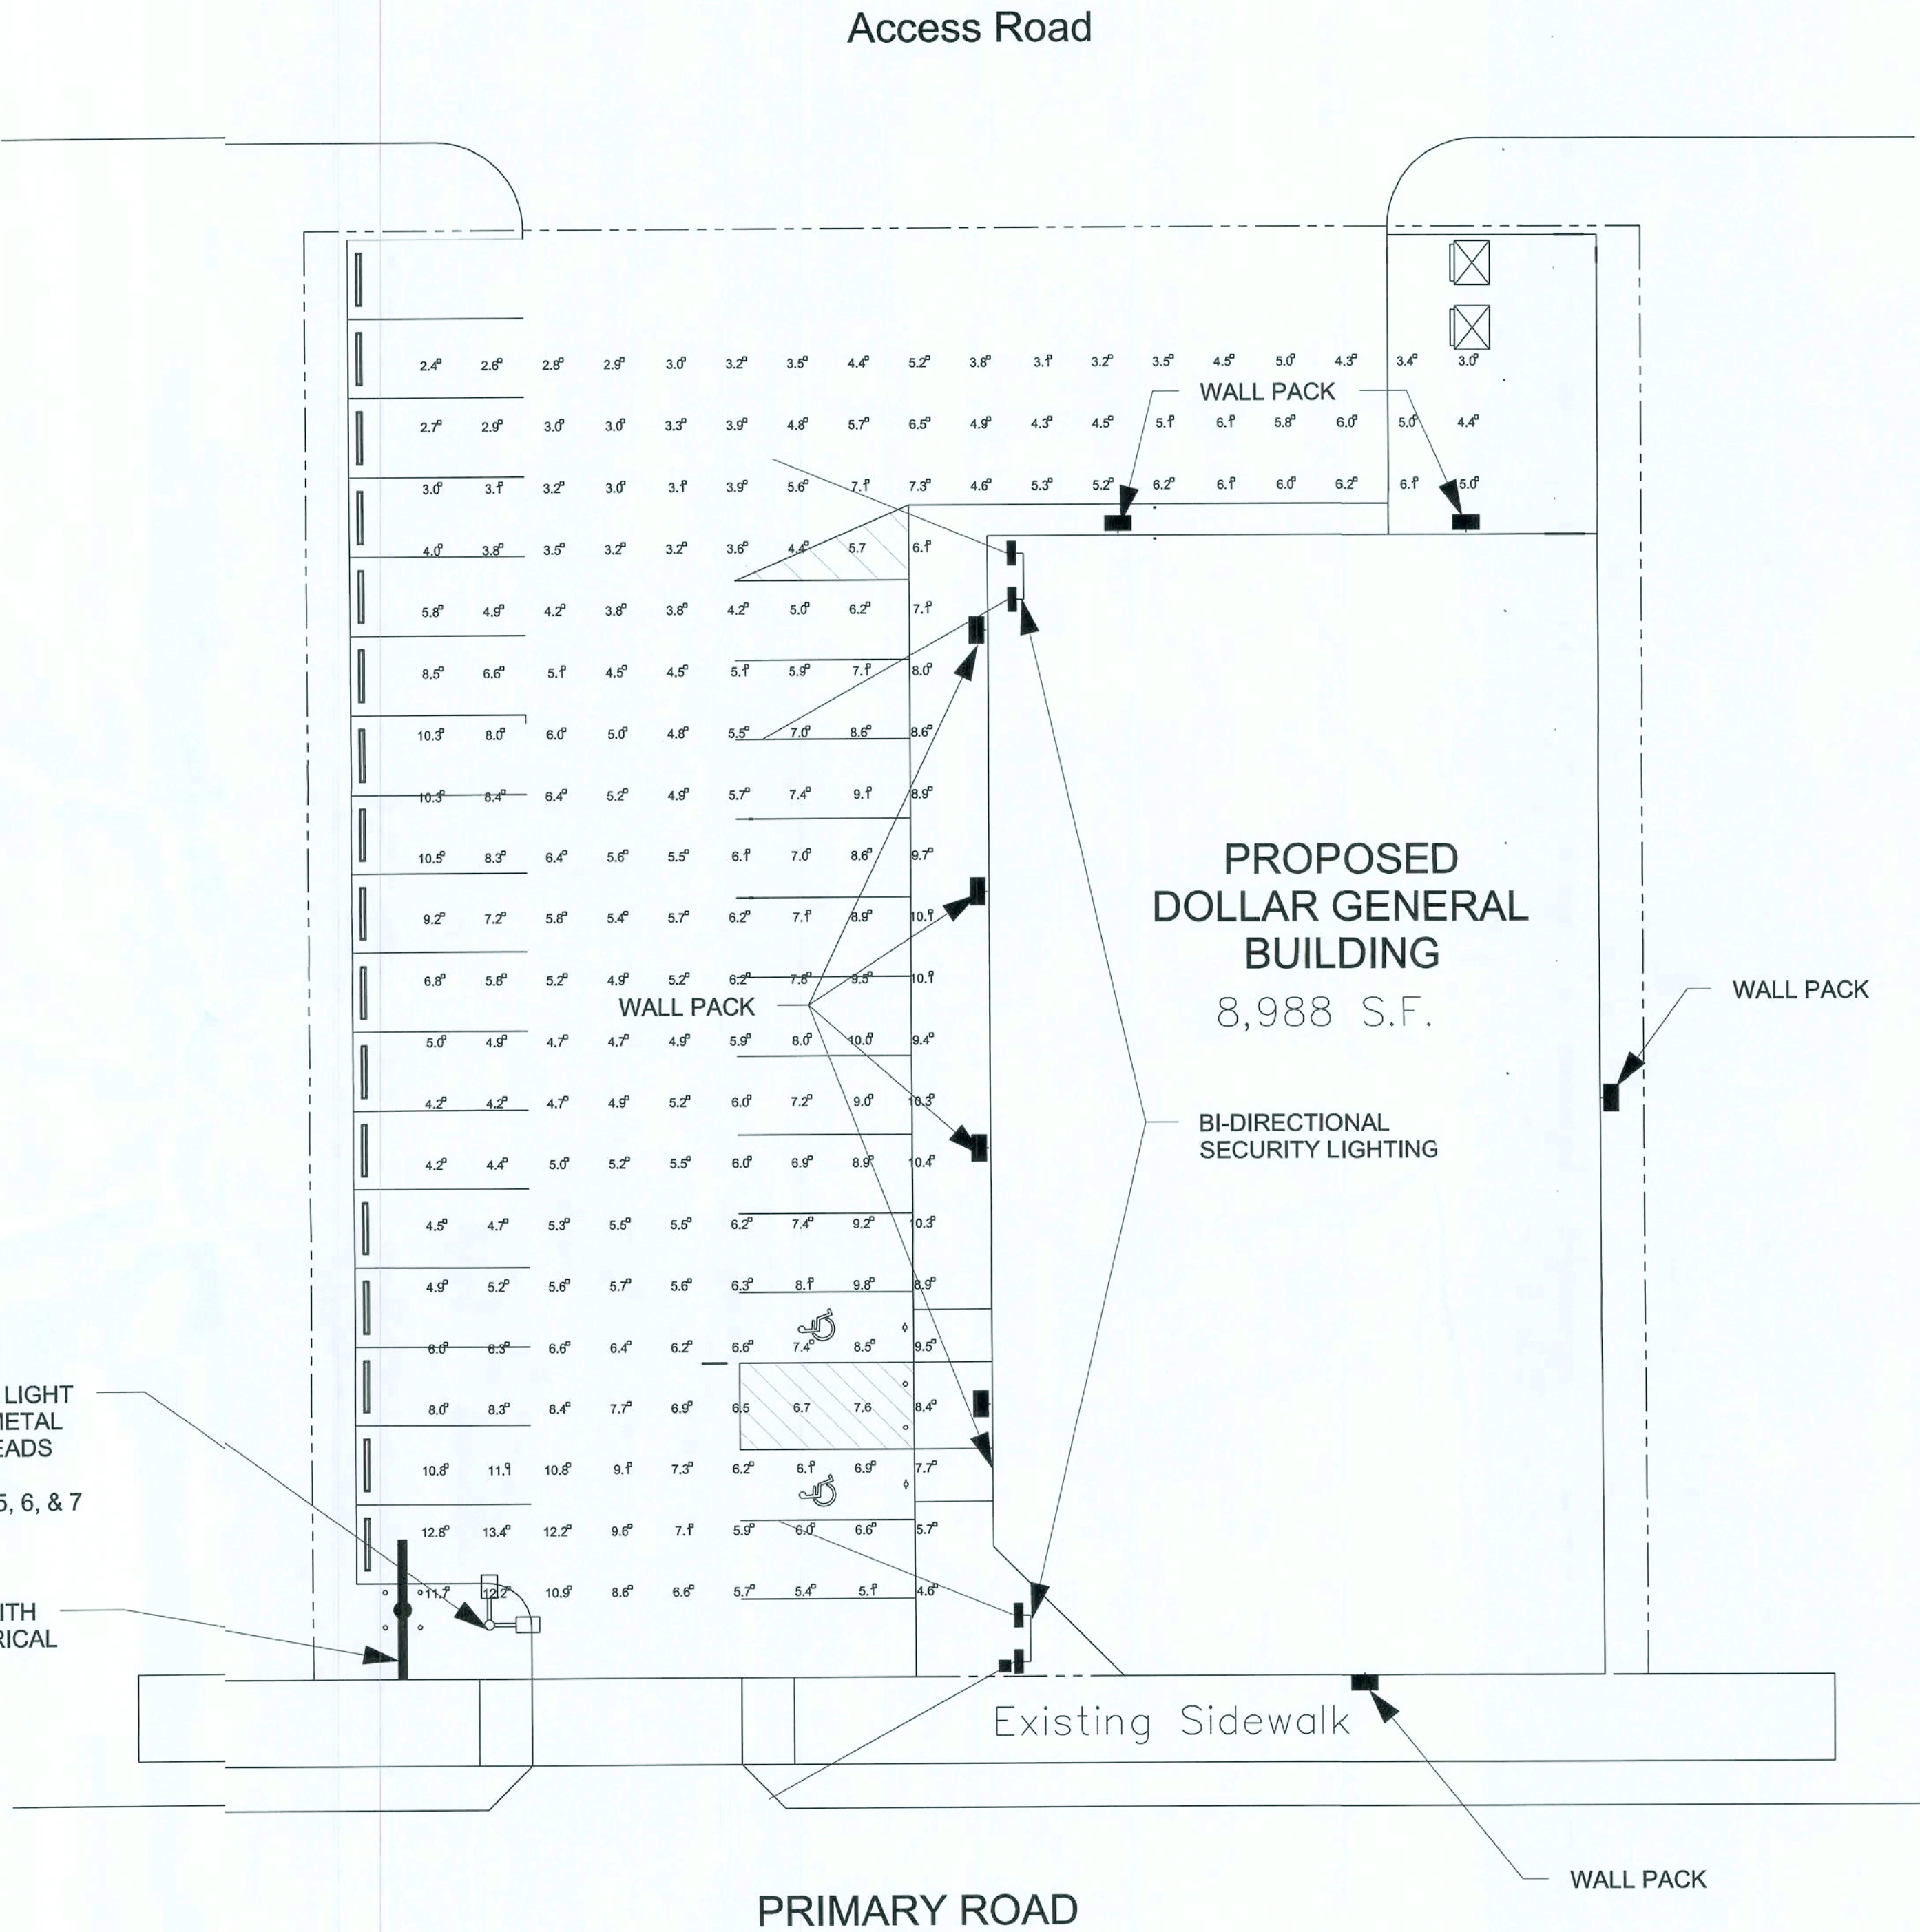 Access Road
2.4 2.6 2.8 2.9 3.0 3.2 3.5 4.4 5.2 3.8 3.1 3.2 3.5 4.5 5.0 4.3 3.4 3.0
WALL PACK
2.7 2.9 3.0 3.0 3.3 3.9 4.8 5.7 6.5 4.9 4.3 4.5 5.1 6.1 5.8 6.0 5.0 4.4
3.0 3.1 3.2 3.0 3.1 3.9 5.6 7.1 7.3 4.6 5.3 5.2 6.2 6.1 6.0 6.2 6.1 5.0
4.0 3.8 3.5 3.2 3.2 3.6 4.4 5.7 6.1
5.8 4.9 4.2 3.8 3.8 4.2 5.0 6.2 7.1
8.5 6.6 5.1 4.5 4.5 5.1 5.9 7.1 8.0
10.3 8.0 6.0 5.0 4.8 5.5 7.0 8.6 8.6
10.3 8.4 6.4 5.2 4.9 5.7 7.4 9.1 8.9
10.5 8.3 6.4 5.6 5.5 6.1 7.0 8.6 9.7
9.2 7.2 5.8 5.4 5.7 6.2 7.1 8.9 10.1
6.8 5.8 5.2 4.9 5.2 6.2 7.8 9.5 10.1
WALL PACK
5.0 4.9 4.7 4.7 4.9 5.9 8.0 10.0 9.4
4.2 4.2 4.7 4.9 5.2 6.0 7.2 9.0 10.3
4.2 4.4 5.0 5.2 5.5 6.0 6.9 8.9 10.4
4.5 4.7 5.3 5.5 5.5 6.2 7.4 9.2 10.3
4.9 5.2 5.6 5.7 5.6 6.3 8.1 9.8 8.9
6.0 6.3 6.6 6.4 6.2 6.6 7.4 8.5 9.5
8.0 8.3 8.4 7.7 6.9 6.5 6.7 7.6 8.4
10.8 11.1 10.8 9.1 7.3 6.2 6.1 6.9 7.7
12.8 13.4 12.2 9.6 7.1 5.9 6.0 6.6 5.7
11.7 12.2 10.9 8.6 6.6 5.7 5.4 5.1 4.6
PROPOSED
DOLLAR GENERAL
BUILDING
8,988 S.F.
WALL PACK
BI-DIRECTIONAL
SECURITY LIGHTING
LIGHT
METAL
EADS
5, 6, & 7
ITH
RICAL
Existing Sidewalk
WALL PACK
PRIMARY ROAD